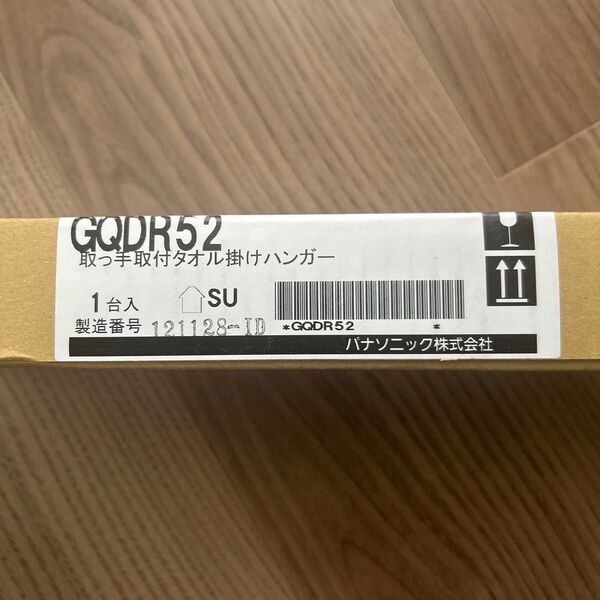 GQDR52
取っ手取付タオル掛けハンガー
1台入 SU
製造番号 121128-ID
*GQDR52 *
パナソニック株式会社